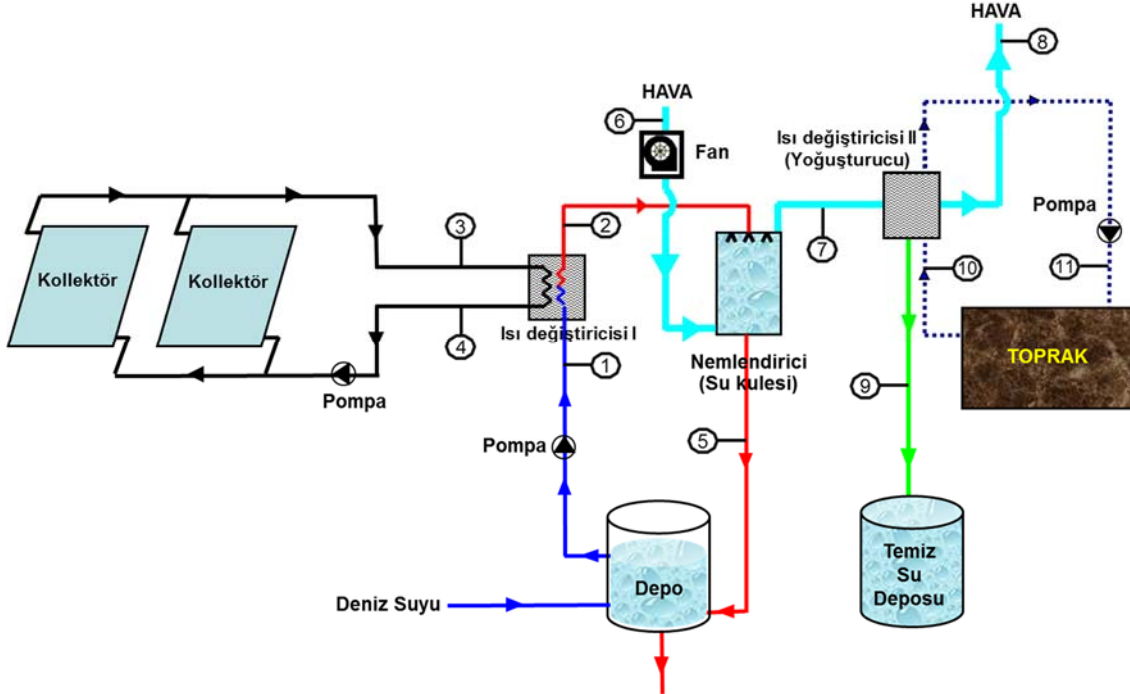 HAVA
8
HAVA
6
Fan
Isı değiştiricisi II
(Yoğuşturucu)
Pompa
2
3
7
Kollektör
Kollektör
10
11
4
Isı değiştiricisi I
1
Nemlendirici
(Su kulesi)
TOPRAK
Pompa
9
Pompa
5
Depo
Temiz
Su
Deposu
Deniz Suyu